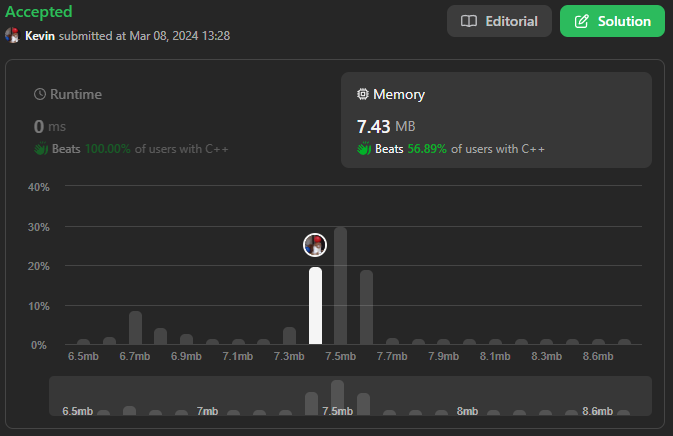 Accepted
Editorial
Solution
Kevin submitted at Mar 08, 2024 13:28
Runtime
Memory
0 ms
7.43 MB
Beats 100.00% of users with C++
Beats 56.89% of users with C++
40%
30%
20%
10%
0%
6.5mb 6.7mb 6.9mb 7.1mb 7.3mb 7.5mb 7.7mb 7.9mb 8.1mb 8.3mb 8.6mb
6.5mb 7mb 7.5mb 8mb 8.6mb